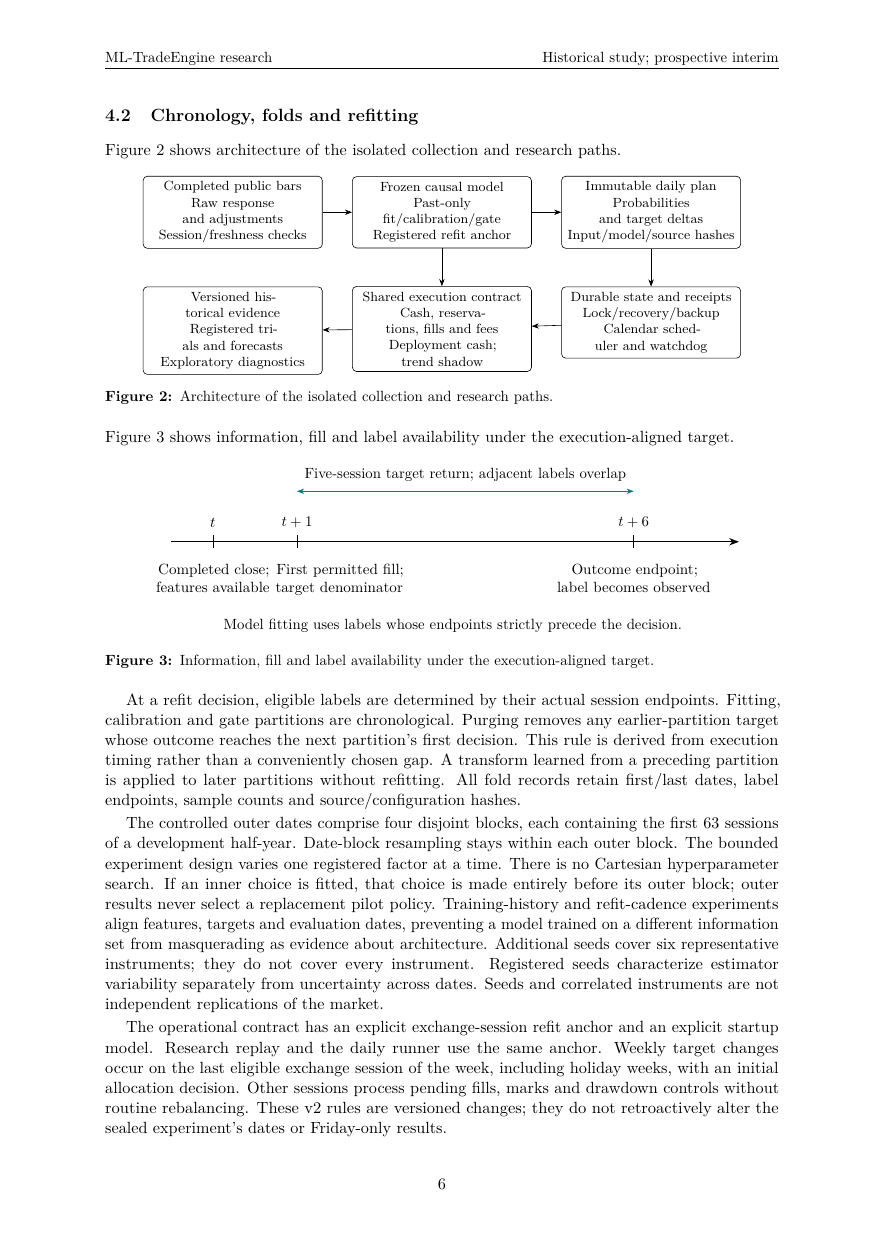 ML-TradeEngine research
Historical study; prospective interim
4.2 Chronology, folds and refitting
Figure 2 shows architecture of the isolated collection and research paths.
Completed public bars
Raw response
and adjustments
Session/freshness checks
Frozen causal model
Past-only
fit/calibration/gate
Registered refit anchor
Immutable daily plan
Probabilities
and target deltas
Input/model/source hashes
Versioned his-
torical evidence
Registered tri-
als and forecasts
Exploratory diagnostics
Shared execution contract
Cash, reserva-
tions, fills and fees
Deployment cash;
trend shadow
Durable state and receipts
Lock/recovery/backup
Calendar sched-
uler and watchdog
Figure 2: Architecture of the isolated collection and research paths.
Figure 3 shows information, fill and label availability under the execution-aligned target.
Five-session target return; adjacent labels overlap
t
t + 1
t + 6
Completed close;
features available
First permitted fill;
target denominator
Outcome endpoint;
label becomes observed
Model fitting uses labels whose endpoints strictly precede the decision.
Figure 3: Information, fill and label availability under the execution-aligned target.
At a refit decision, eligible labels are determined by their actual session endpoints. Fitting,
calibration and gate partitions are chronological. Purging removes any earlier-partition target
whose outcome reaches the next partition's first decision. This rule is derived from execution
timing rather than a conveniently chosen gap. A transform learned from a preceding partition
is applied to later partitions without refitting. All fold records retain first/last dates, label
endpoints, sample counts and source/configuration hashes.
The controlled outer dates comprise four disjoint blocks, each containing the first 63 sessions
of a development half-year. Date-block resampling stays within each outer block. The bounded
experiment design varies one registered factor at a time. There is no Cartesian hyperparameter
search. If an inner choice is fitted, that choice is made entirely before its outer block; outer
results never select a replacement pilot policy. Training-history and refit-cadence experiments
align features, targets and evaluation dates, preventing a model trained on a different information
set from masquerading as evidence about architecture. Additional seeds cover six representative
instruments; they do not cover every instrument. Registered seeds characterize estimator
variability separately from uncertainty across dates. Seeds and correlated instruments are not
independent replications of the market.
The operational contract has an explicit exchange-session refit anchor and an explicit startup
model. Research replay and the daily runner use the same anchor. Weekly target changes
occur on the last eligible exchange session of the week, including holiday weeks, with an initial
allocation decision. Other sessions process pending fills, marks and drawdown controls without
routine rebalancing. These v2 rules are versioned changes; they do not retroactively alter the
sealed experiment's dates or Friday-only results.
6